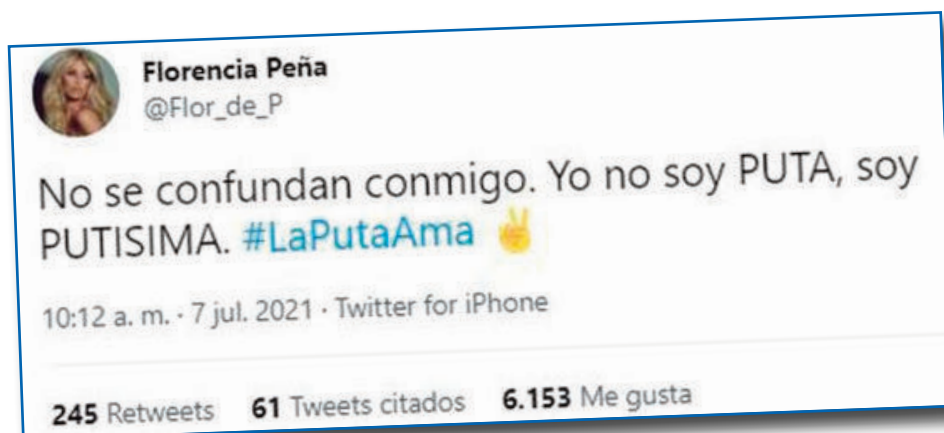 Florencia Peña
@Flor_de_P
No se confundan conmigo. Yo no soy PUTA, soy
PUTISIMA. #LaPutaAma ✌
10:12 a. m. · 7 jul. 2021 · Twitter for iPhone
245 Retweets 61 Tweets citados 6.153 Me gusta